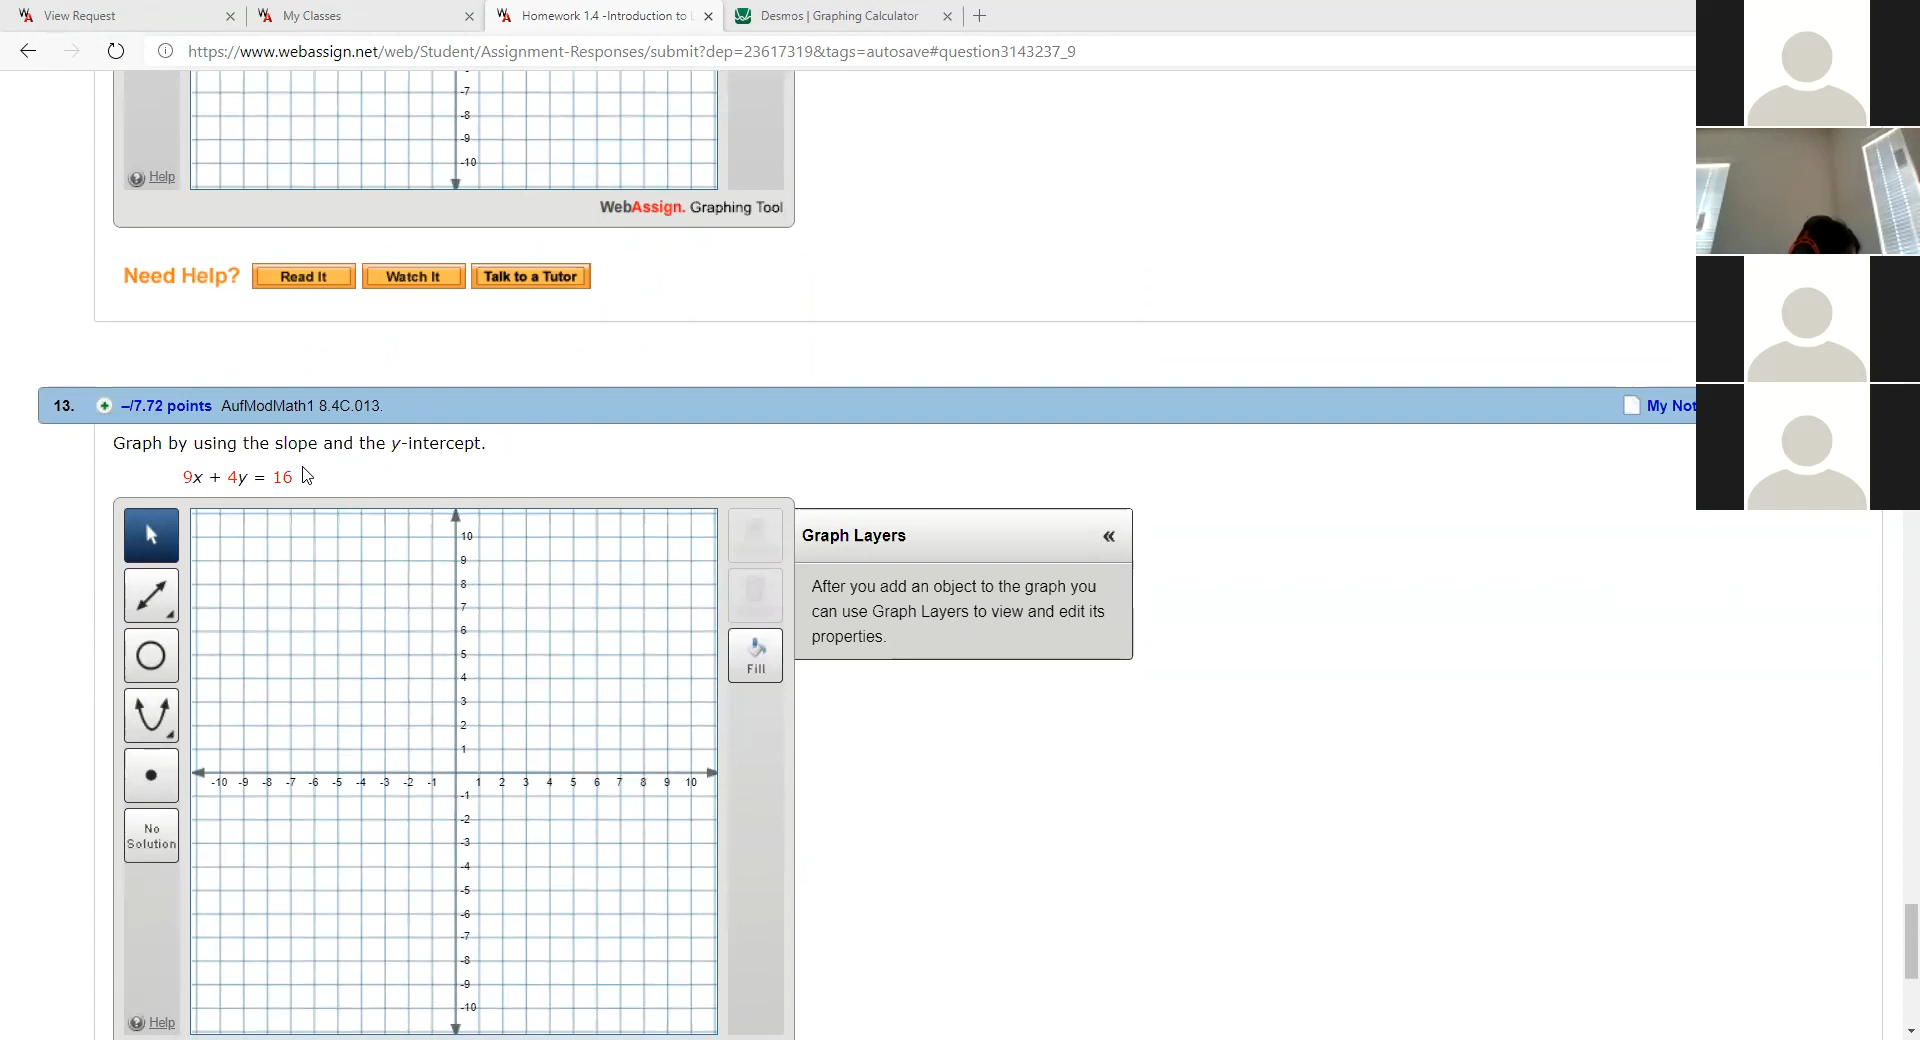 View Request
My Classes
Homework 1.4 -Introduction to L
Desmos | Graphing Calculator
https://www.webassign.net/web/Student/Assignment-Responses/submit?dep=23617319&tags=autosave#question3143237_9
-7
-8
-9
-10
Help
WebAssign. Graphing Tool
Need Help? Read It Watch It Talk to a Tutor
13. –/7.72 points AufModMath1 8.4C.013. My Not
Graph by using the slope and the y-intercept.
9x + 4y = 16
10
9
8
7
6
5
4
3
2
1
-10 -9 -8 -7 -6 -5 -4 -3 -2 -1 1 2 3 4 5 6 7 8 9 10
-1
-2
-3
-4
-5
-6
-7
-8
-9
-10
No
Solution
Help
Fill
Graph Layers «
After you add an object to the graph you
can use Graph Layers to view and edit its
properties.